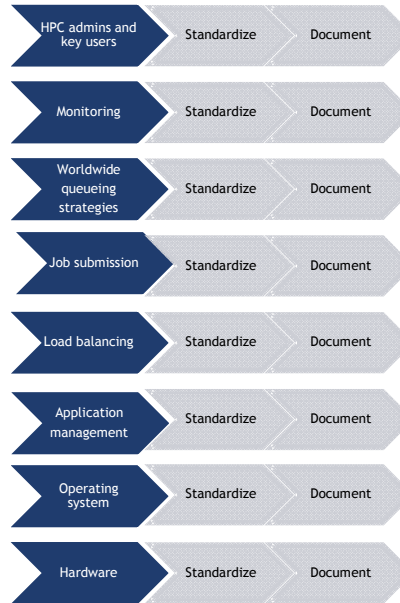 HPC admins and
key users
Standardize
Document
Monitoring
Standardize
Document
Worldwide
queueing
strategies
Standardize
Document
Job submission
Standardize
Document
Load balancing
Standardize
Document
Application
management
Standardize
Document
Operating
system
Standardize
Document
Hardware
Standardize
Document